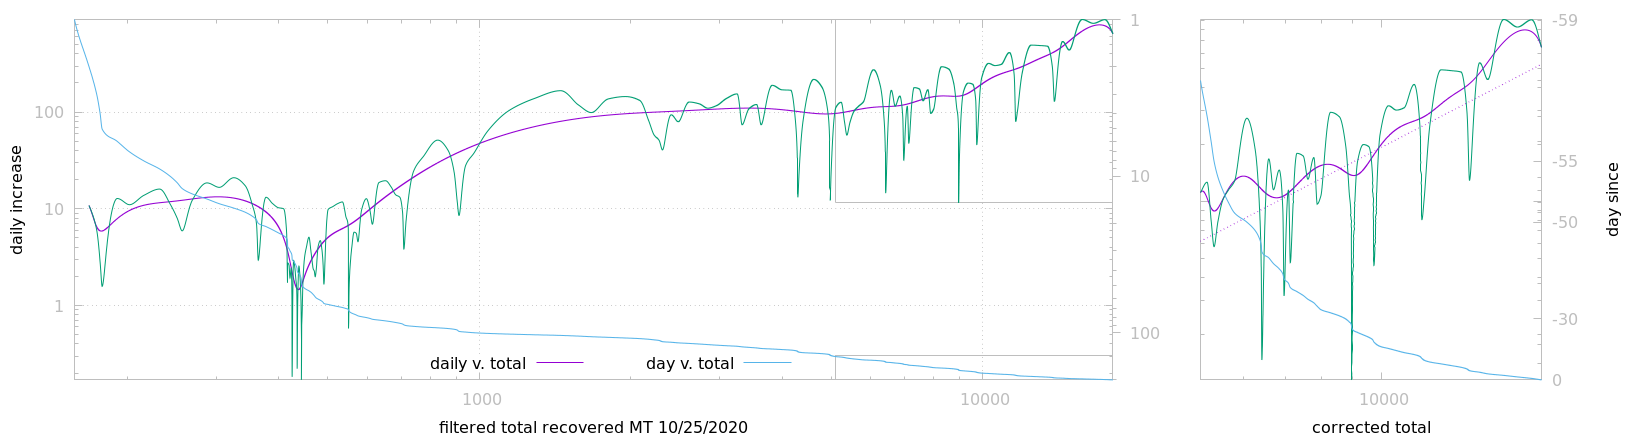 daily increase
100
10
1
1
10
100
1000
10000
daily v. total
day v. total
filtered total recovered MT 10/25/2020
-59
-55
-50
-30
0
day since
10000
corrected total